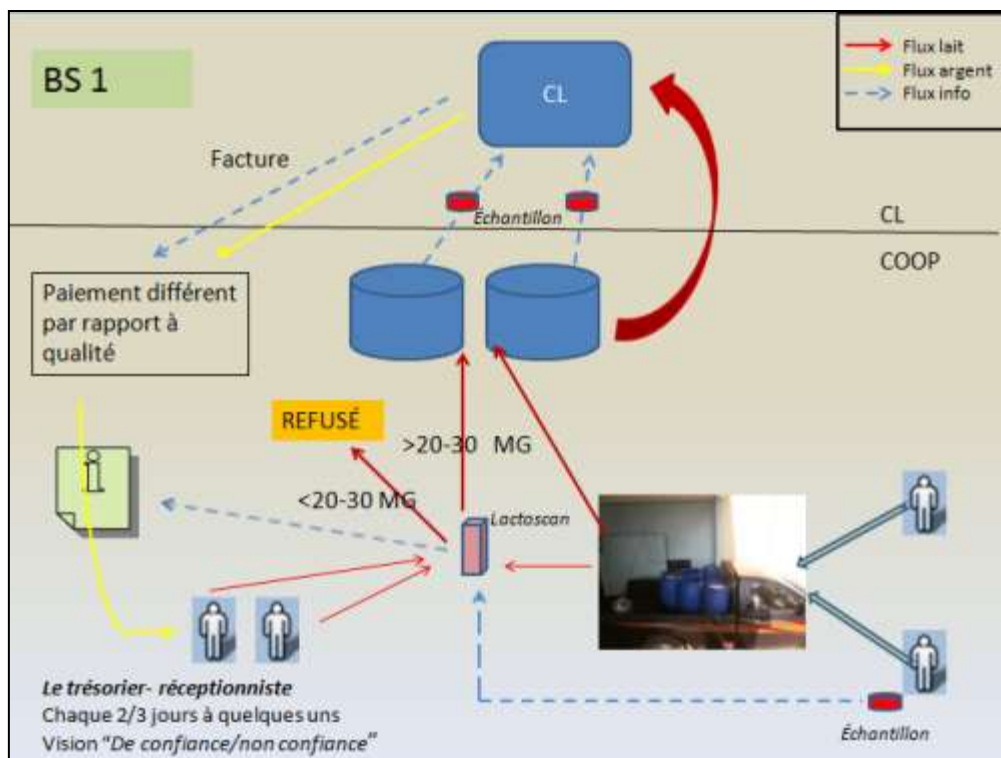 BS 1
CL
Flux lait
Flux argent
Flux info
Facture
Échantillon
CL
COOP
Paiement différent
par rapport à
qualité
REFUSÉ
>20-30 MG
<20-30 MG
Lactoscan
i
Le trésorier- réceptionniste
Chaque 2/3 jours à quelques uns
Vision “De confiance/non confiance”
Échantillon